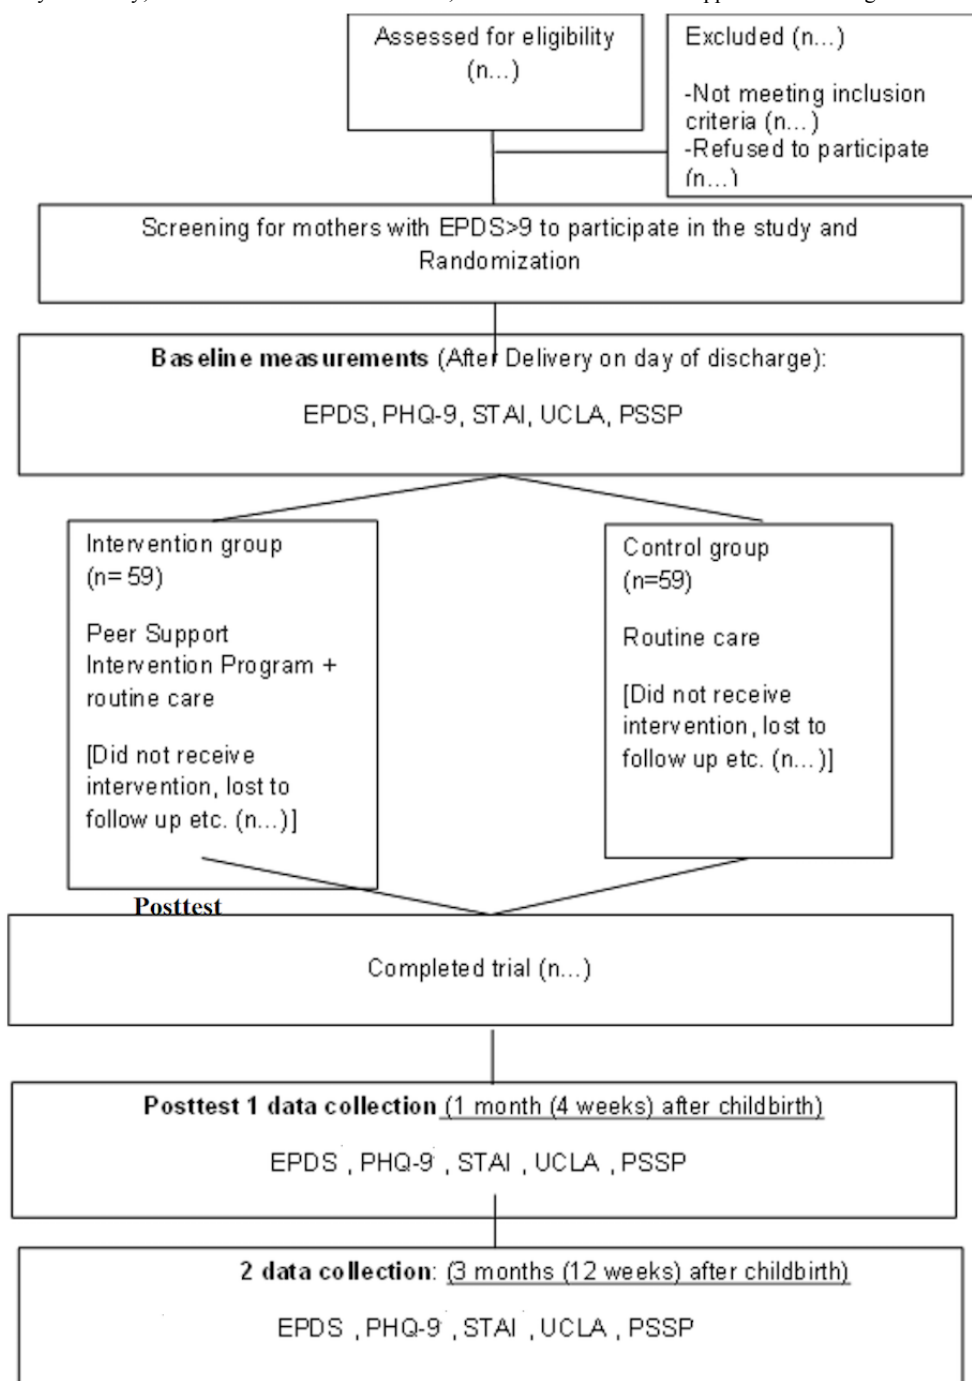 Assessed for eligibility
(n...)
Excluded (n...)
-Not meeting inclusion
criteria (n...)
-Refused to participate
(n...)
Screening for mothers with EPDS>9 to participate in the study and
Randomization
Baseline measurements (After Delivery on day of discharge):
EPDS, PHQ-9, STAI, UCLA, PSSP
Intervention group
(n= 59)
Peer Support
Intervention Program +
routine care
[Did not receive
intervention, lost to
follow up etc. (n...)]
Control group
(n=59)
Routine care
[Did not receive
intervention, lost to
follow up etc. (n...)]
Posttest
Completed trial (n...)
Posttest 1 data collection (1 month (4 weeks) after childbirth)
EPDS , PHQ-9 , STAI , UCLA , PSSP
2 data collection: (3 months (12 weeks) after childbirth)
EPDS , PHQ-9 , STAI , UCLA , PSSP